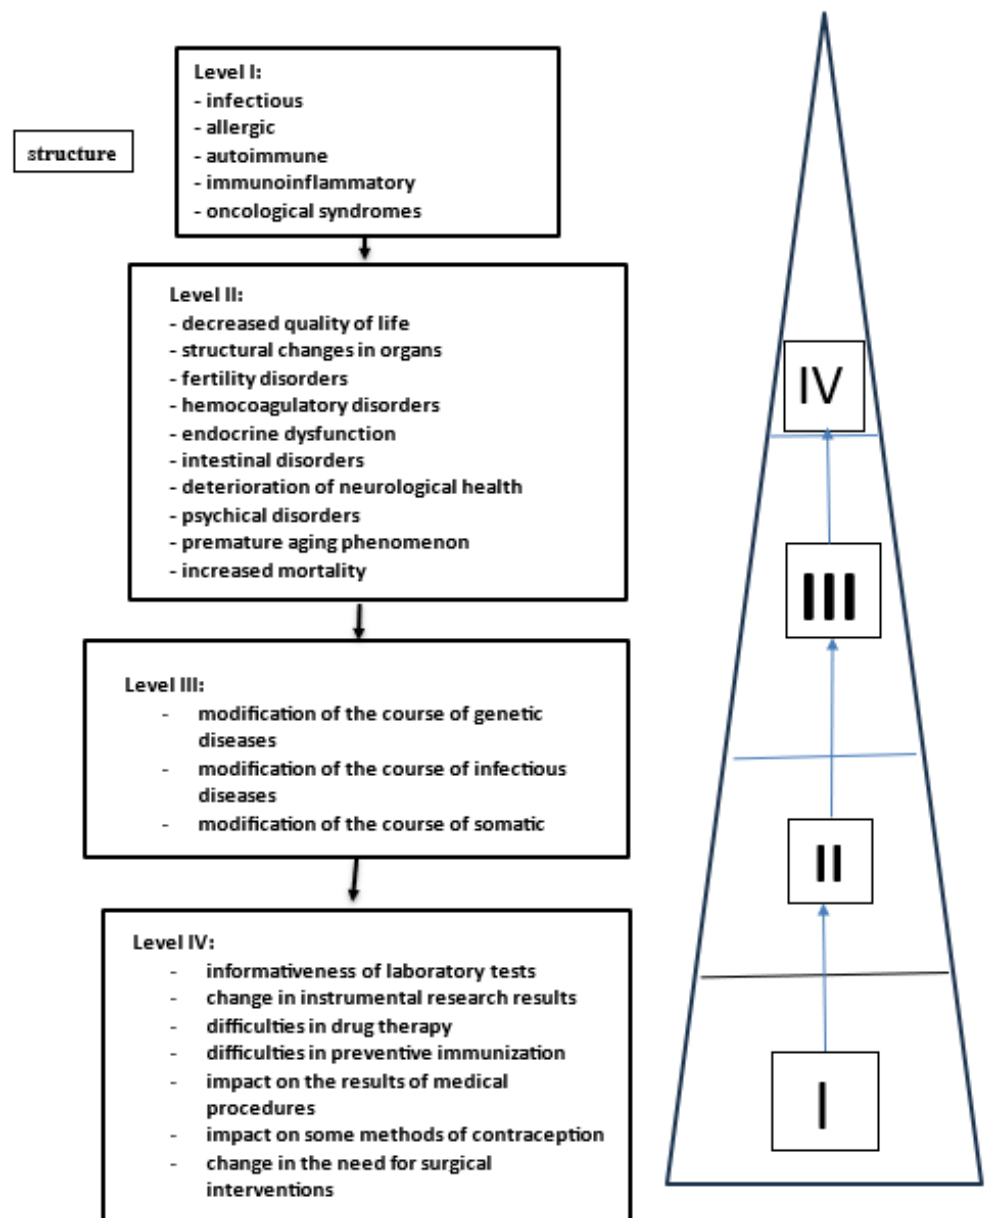 structure
Level I:
- infectious
- allergic
- autoimmune
- immunoinflammatory
- oncological syndromes
Level II:
- decreased quality of life
- structural changes in organs
- fertility disorders
- hemocoagulatory disorders
- endocrine dysfunction
- intestinal disorders
- deterioration of neurological health
- psychical disorders
- premature aging phenomenon
- increased mortality
Level III:
- modification of the course of genetic
diseases
- modification of the course of infectious
diseases
- modification of the course of somatic
Level IV:
- informativeness of laboratory tests
- change in instrumental research results
- difficulties in drug therapy
- difficulties in preventive immunization
- impact on the results of medical
procedures
- impact on some methods of contraception
- change in the need for surgical
interventions
IV
III
II
I